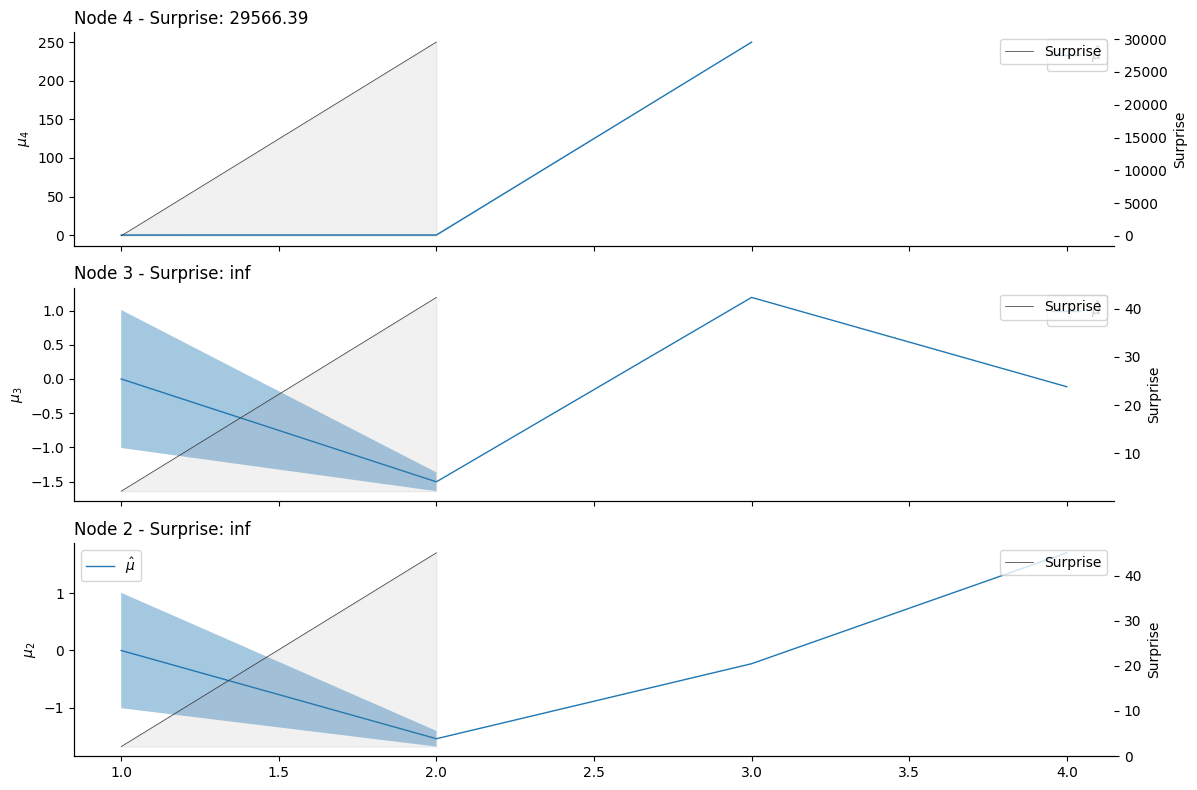 Node 4 - Surprise: 29566.39
250
200
150
100
50
0
μ4
Surprise
30000
25000
20000
15000
10000
5000
0
Surprise
Node 3 - Surprise: inf
1.0
0.5
0.0
−0.5
−1.0
−1.5
μ3
Surprise
40
30
20
10
Surprise
Node 2 - Surprise: inf
μ̂
1
0
−1
μ2
Surprise
40
30
20
10
0
Surprise
1.0 1.5 2.0 2.5 3.0 3.5 4.0